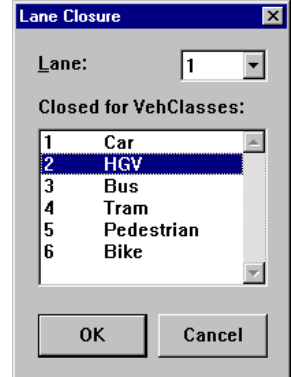 Lane Closure
Lane: 1
Closed for VehClasses:
1 Car
2 HGV
3 Bus
4 Tram
5 Pedestrian
6 Bike
OK Cancel